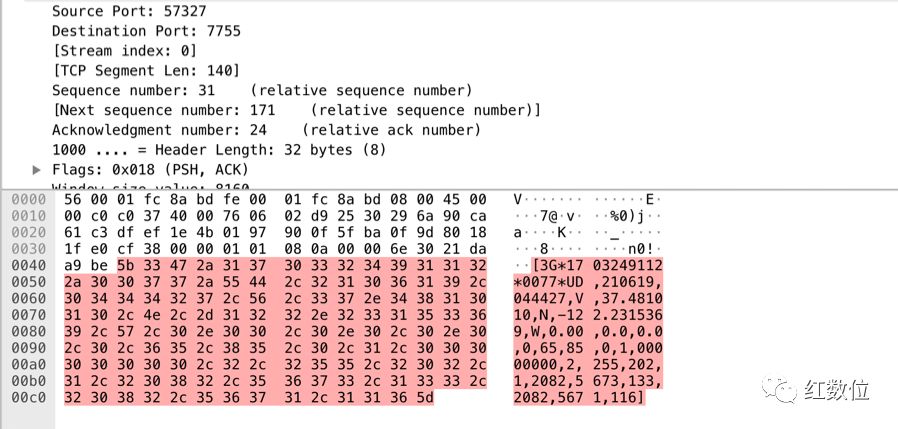 Source Port: 57327
Destination Port: 7755
[Stream index: 0]
[TCP Segment Len: 140]
Sequence number: 31    (relative sequence number)
[Next sequence number: 171    (relative sequence number)]
Acknowledgment number: 24    (relative ack number)
1000 .... = Header Length: 32 bytes (8)
Flags: 0x018 (PSH, ACK)
Window size value: 8160
0000 56 00 01 fc 8a bd fe 00 01 fc 8a bd 08 00 45 00 V······· ······E·
0010 00 c0 c0 37 40 00 76 06 02 d9 25 30 29 6a 90 ca ···7@·v· ··%0)j··
0020 61 c3 df ef 1e 4b 01 97 90 0f 5f ba 0f 9d 80 18 a····K·· ··_·····
0030 1f e0 cf 38 00 00 01 01 08 0a 00 00 6e 30 21 da ···8···· ····n0!·
0040 a9 be 5b 33 47 2a 31 37 30 33 32 34 39 31 31 32 ··[3G*17 03249112
0050 2a 30 30 37 37 2a 55 44 2c 32 31 30 36 31 39 2c *0077*UD ,210619,
0060 30 34 34 34 32 37 2c 56 2c 33 37 2e 34 38 31 30 044427,V ,37.4810
0070 31 30 2c 4e 2c 2d 31 32 32 2e 32 33 31 35 33 36 10,N,-12 2.231536
0080 39 2c 57 2c 30 2e 30 30 2c 30 2e 30 2c 30 2e 30 9,W,0.00 ,0.0,0.0
0090 2c 30 2c 36 35 2c 38 35 2c 30 2c 31 2c 30 30 30 ,0,65,85 ,0,1,000
00a0 30 30 30 30 30 2c 32 2c 32 35 35 2c 32 30 32 2c 00000,2, 255,202,
00b0 31 2c 32 30 38 32 2c 35 36 37 33 2c 31 33 33 2c 1,2082,5 673,133,
00c0 32 30 38 32 2c 35 36 37 31 2c 31 31 36 5d 2082,567 1,116]
红数位